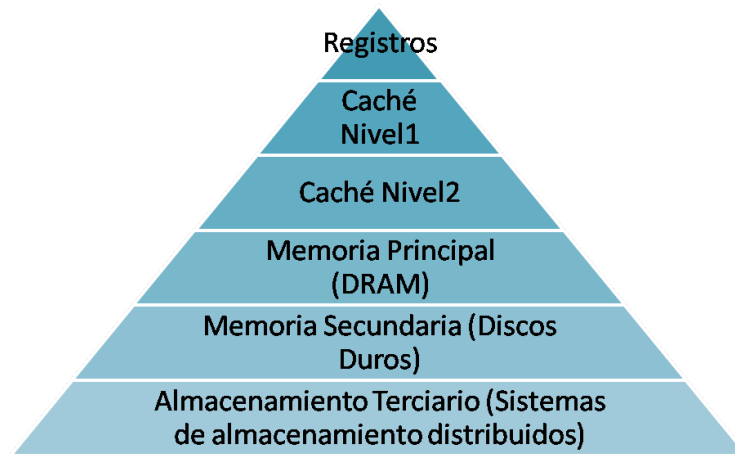 Registros
Caché
Nivel1
Caché Nivel2
Memoria Principal
(DRAM)
Memoria Secundaria (Discos
Duros)
Almacenamiento Terciario (Sistemas
de almacenamiento distribuidos)